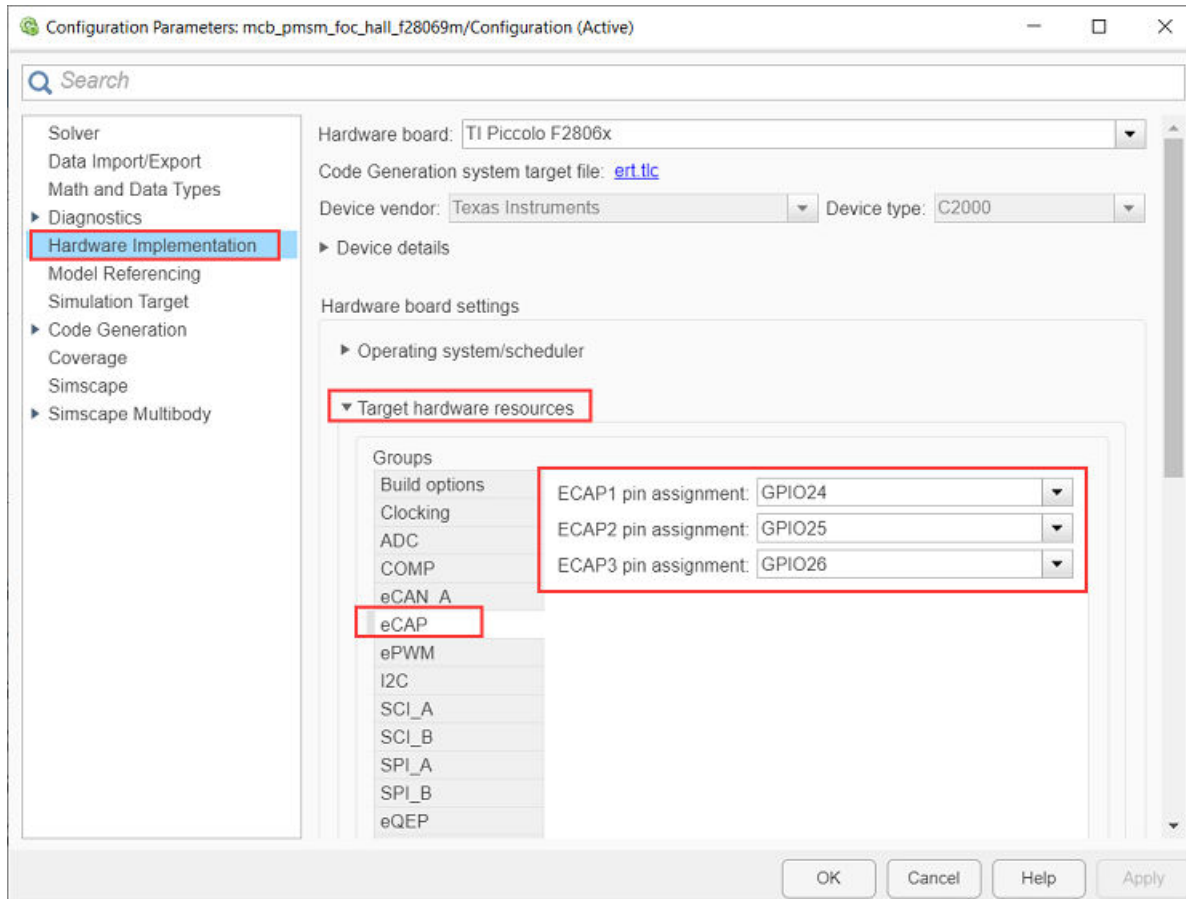 Configuration Parameters: mcb_pmsm_foc_hall_f28069m/Configuration (Active)
Search
Solver
Data Import/Export
Math and Data Types
Diagnostics
Hardware Implementation
Model Referencing
Simulation Target
Code Generation
Coverage
Simscape
Simscape Multibody
Hardware board: TI Piccolo F2806x
Code Generation system target file: ert.tlc
Device vendor: Texas Instruments Device type: C2000
Device details
Hardware board settings
Operating system/scheduler
Target hardware resources
Groups
Build options
Clocking
ADC
COMP
eCAN_A
eCAP
ePWM
I2C
SCI_A
SCI_B
SPI_A
SPI_B
eQEP
ECAP1 pin assignment: GPIO24
ECAP2 pin assignment: GPIO25
ECAP3 pin assignment: GPIO26
OK Cancel Help Apply